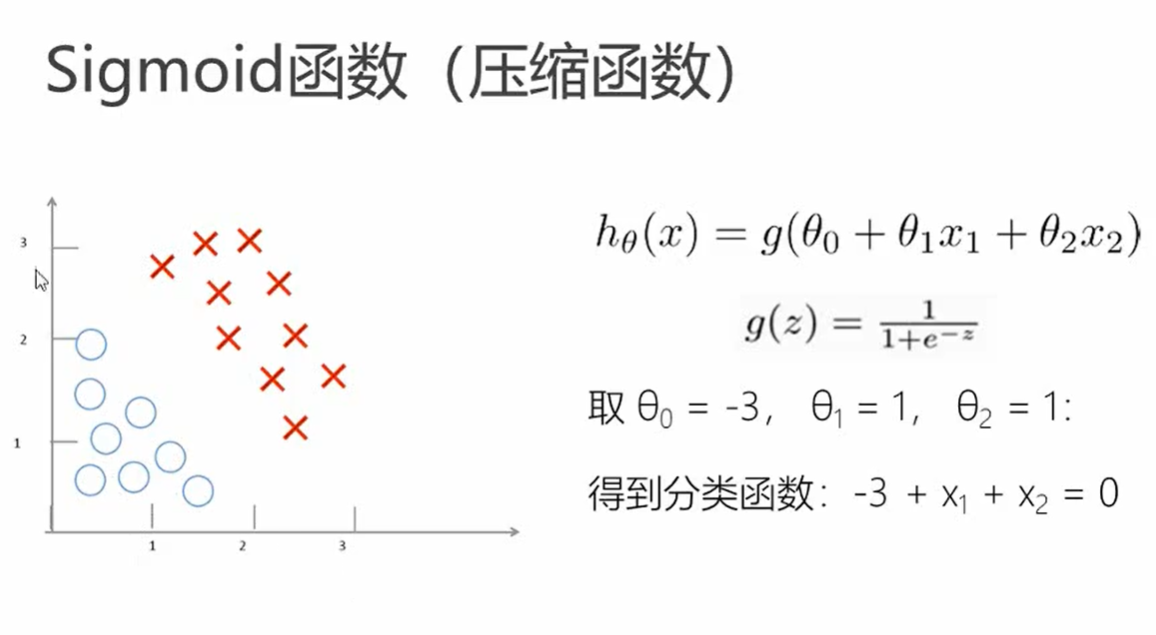 Sigmoid函数（压缩函数）
3
2
1
1 2 3
hθ(x) = g(θ0 + θ1x1 + θ2x2)
g(z) = 1/(1+e^−z)
取 θ0 = -3, θ1 = 1, θ2 = 1:
得到分类函数：-3 + x1 + x2 = 0